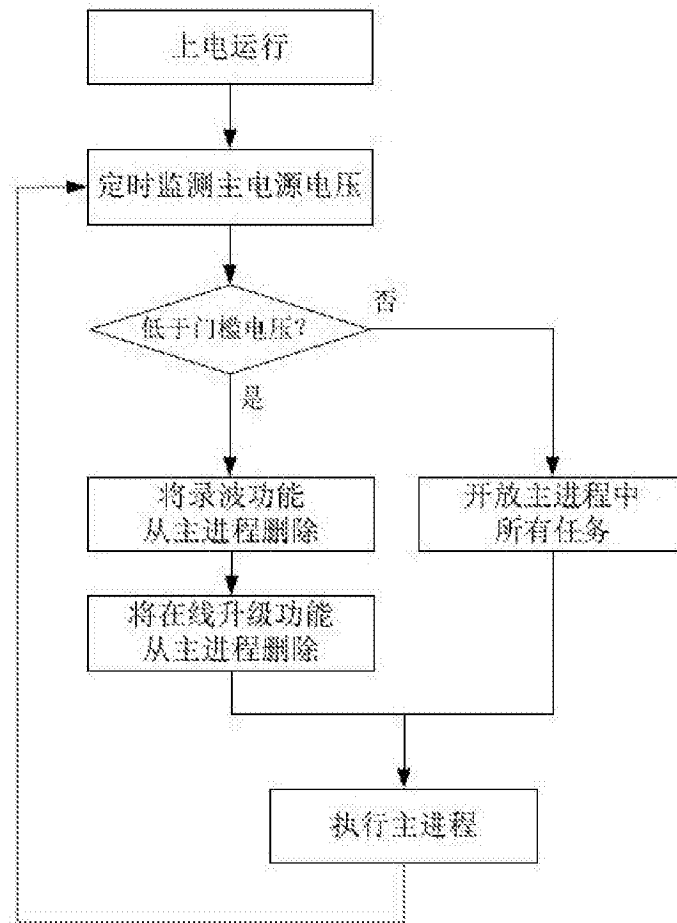 上电运行
定时监测主电源电压
低于门槛电压?
否
是
将录波功能
从主进程删除
开放主进程中
所有任务
将在线升级功能
从主进程删除
执行主进程